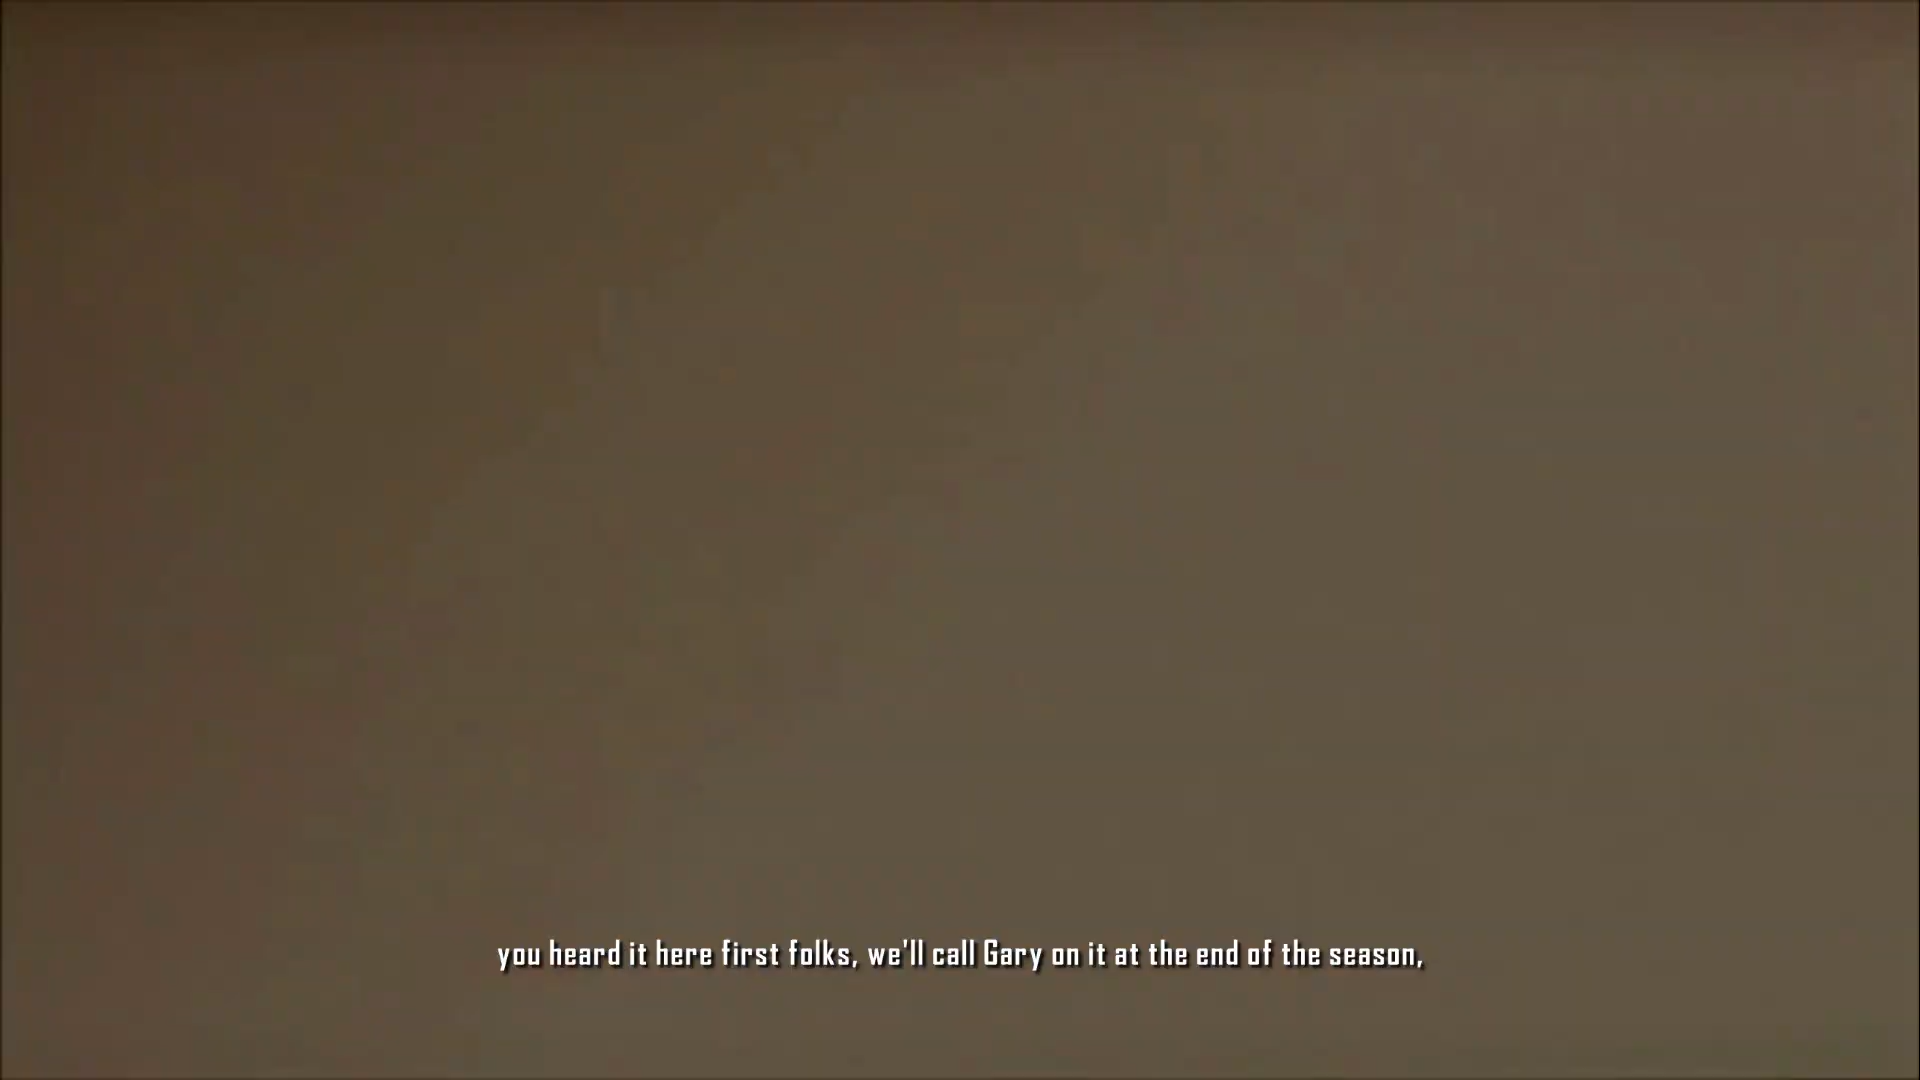 you heard it here first folks, we'll call Gary on it at the end of the season,